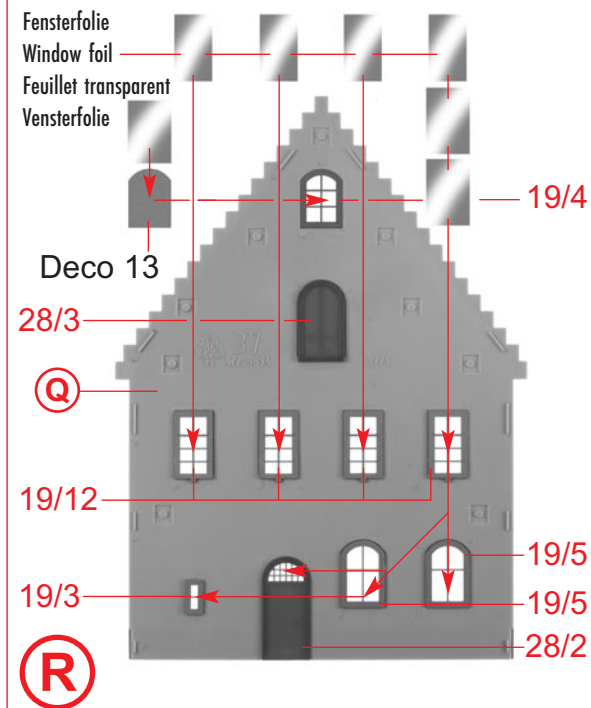 Fensterfolie
Window foil
Feuillet transparent
Vensterfolie
19/4
Deco 13
28/3
37
Q
19/12
19/5
19/3
19/5
28/2
R